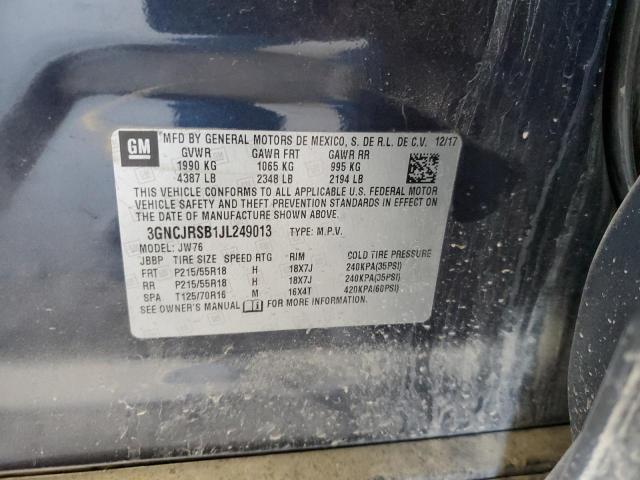 GM MFD BY GENERAL MOTORS DE MEXICO, S. DE R.L. DE C.V. 12/17
GVWR GAWR FRT GAWR RR
1990 KG 1065 KG 995 KG
4387 LB 2348 LB 2194 LB
THIS VEHICLE CONFORMS TO ALL APPLICABLE U.S. FEDERAL MOTOR
VEHICLE SAFETY AND THEFT PREVENTION STANDARDS IN EFFECT
ON THE DATE OF MANUFACTURE SHOWN ABOVE.
3GNCJRSB1JL249013 TYPE: M.P.V.
MODEL: JW76
JBBP TIRE SIZE SPEED RTG RIM COLD TIRE PRESSURE
FRT P215/55R18 H 18X7J 240KPA(35PSI)
RR P215/55R18 H 18X7J 240KPA(35PSI)
SPA T125/70R16 M 16X4T 420KPA(60PSI)
SEE OWNER'S MANUAL FOR MORE INFORMATION.